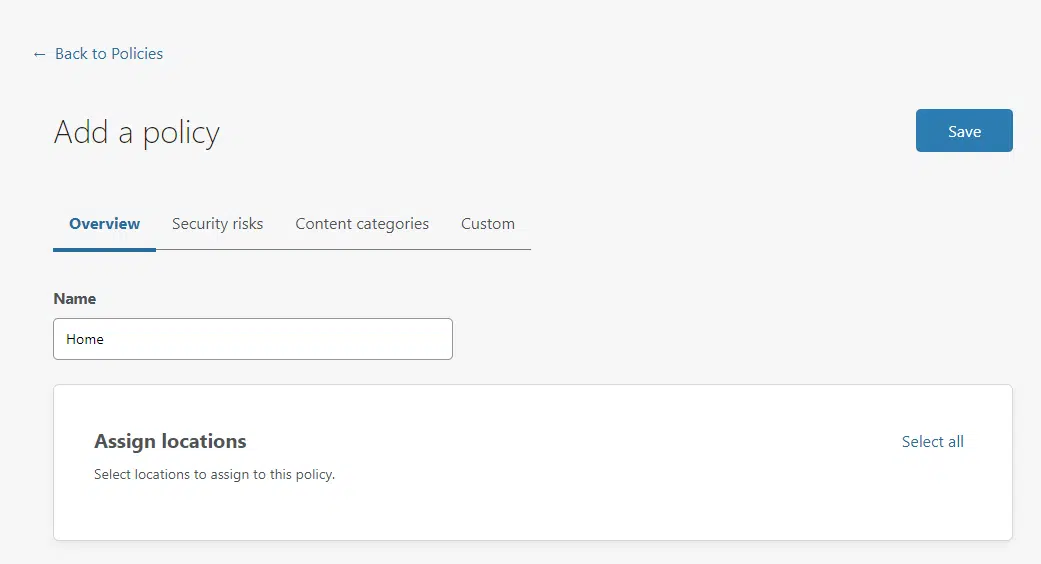 ← Back to Policies
Add a policy
Save
Overview Security risks Content categories Custom
Name
Home
Assign locations
Select all
Select locations to assign to this policy.